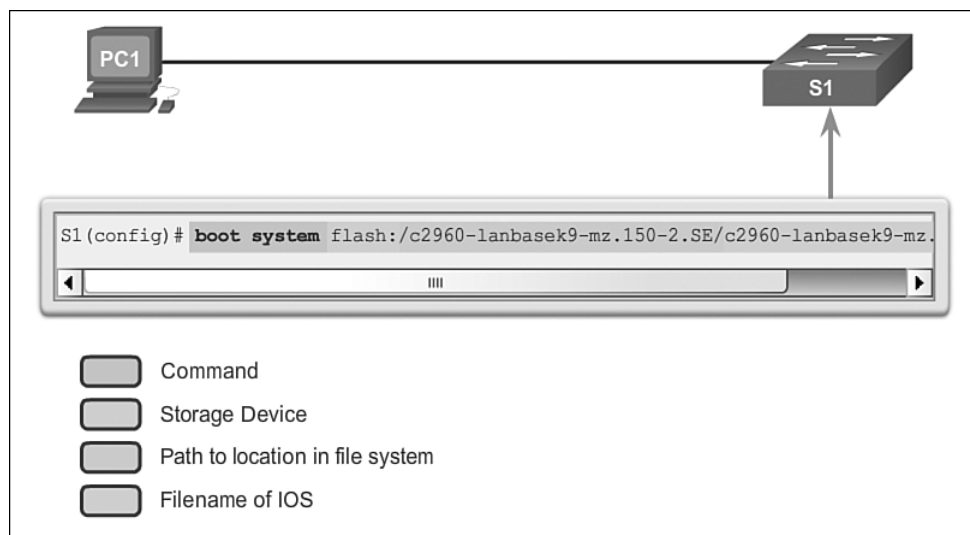 PC1
S1
S1(config)# boot system flash:/c2960-lanbasek9-mz.150-2.SE/c2960-lanbasek9-mz.
Command
Storage Device
Path to location in file system
Filename of IOS